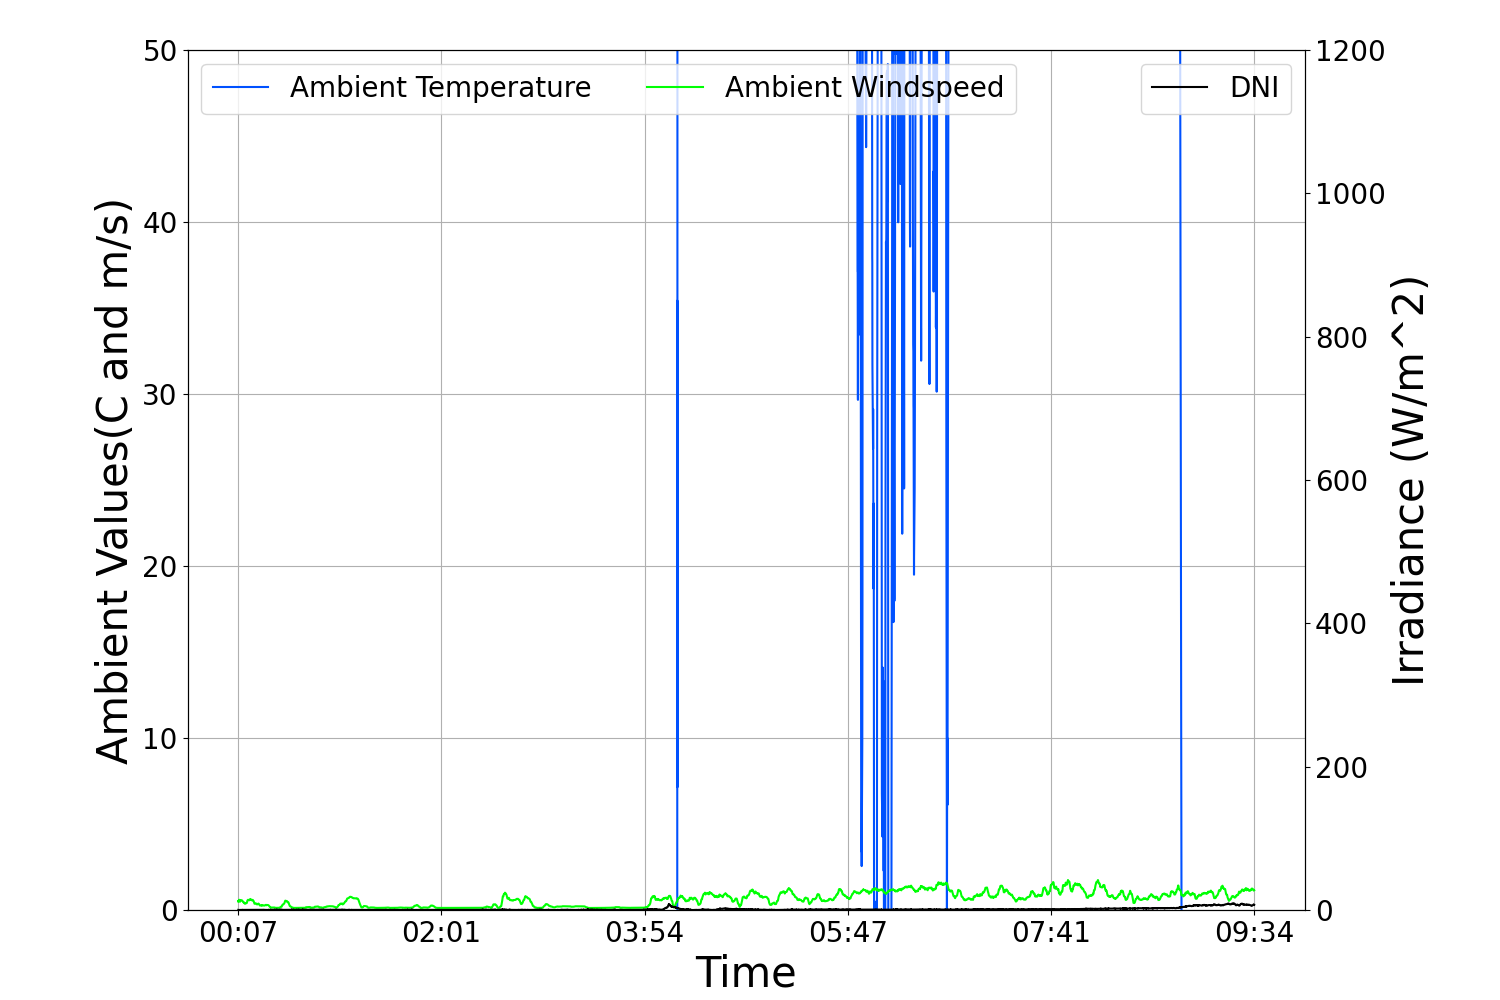 Ambient Temperature Ambient Windspeed DNI
Ambient Values(C and m/s)
50
40
30
20
10
0
1200
1000
800
600
400
200
0
Irradiance (W/m^2)
00:07 02:01 03:54 05:47 07:41 09:34
Time